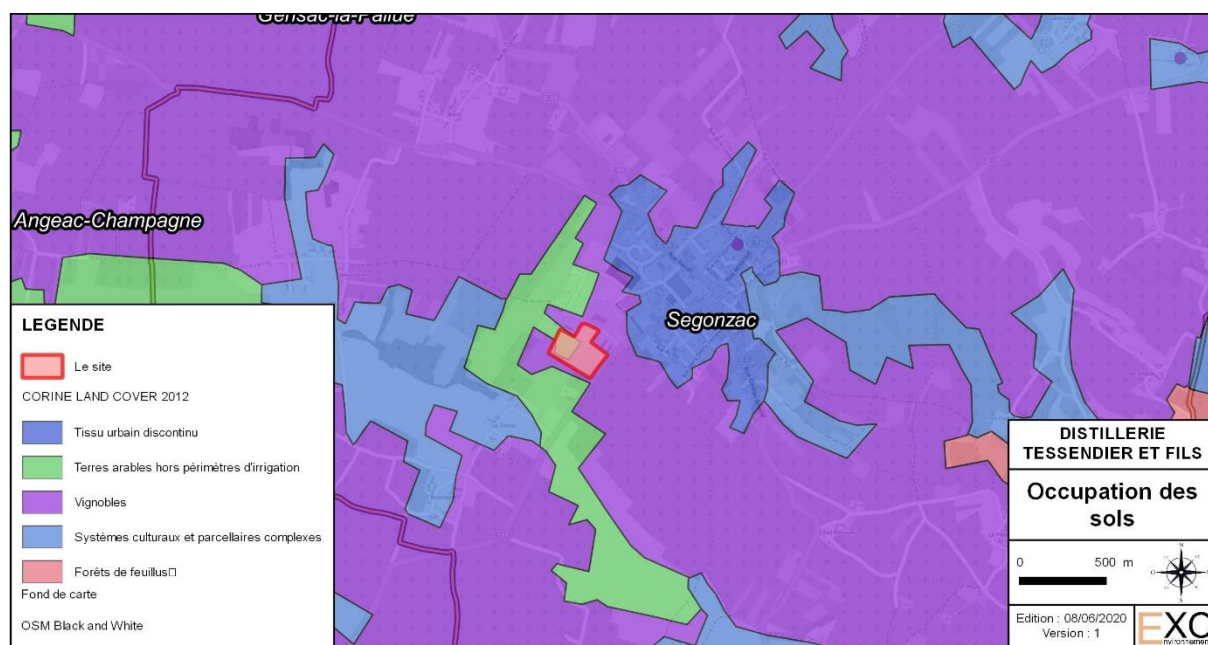 Gensac-la-Pallue
Angeac-Champagne
Segonzac
LEGENDE
Le site
CORINE LAND COVER 2012
Tissu urbain discontinu
Terres arables hors périmètres d'irrigation
Vignobles
Systèmes culturaux et parcellaires complexes
Forêts de feuillus□
Fond de carte
OSM Black and White
DISTILLERIE
TESSENDIER ET FILS
Occupation des
sols
0 500 m
N
S
Edition : 08/06/2020
Version : 1
EXO
nvironnement